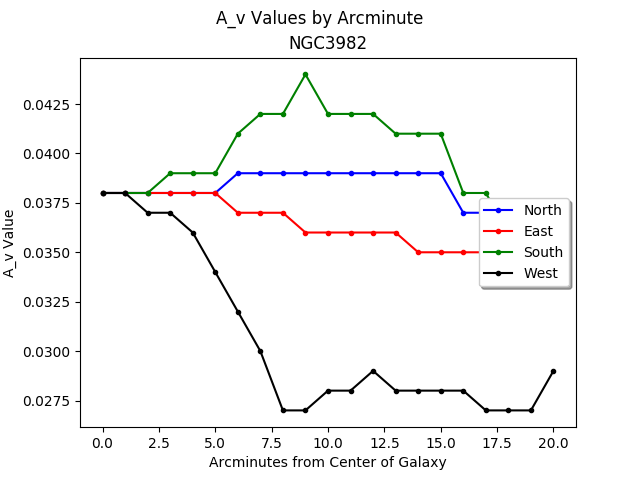 A_v Values by Arcminute
NGC3982
A_v Value
0.0425
0.0400
0.0375
0.0350
0.0325
0.0300
0.0275
North
East
South
West
0.0 2.5 5.0 7.5 10.0 12.5 15.0 17.5 20.0
Arcminutes from Center of Galaxy